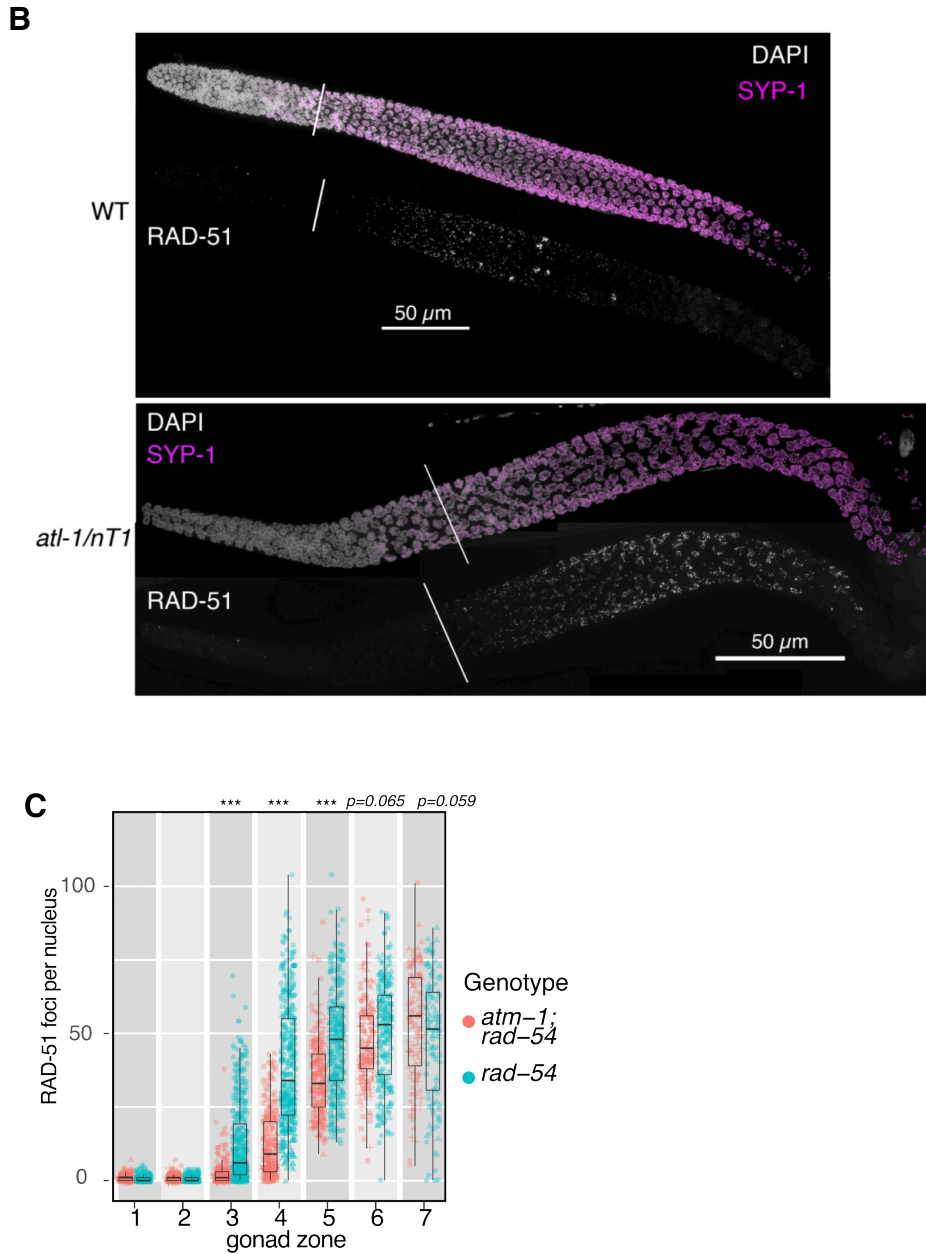 B
DAPI
SYP-1
WT
RAD-51
50 µm
DAPI
SYP-1
atl-1/nT1
RAD-51
50 µm
C
*** *** *** p=0.065 p=0.059
RAD-51 foci per nucleus
100
50
0
1 2 3 4 5 6 7
gonad zone
Genotype
atm−1;
rad−54
rad−54